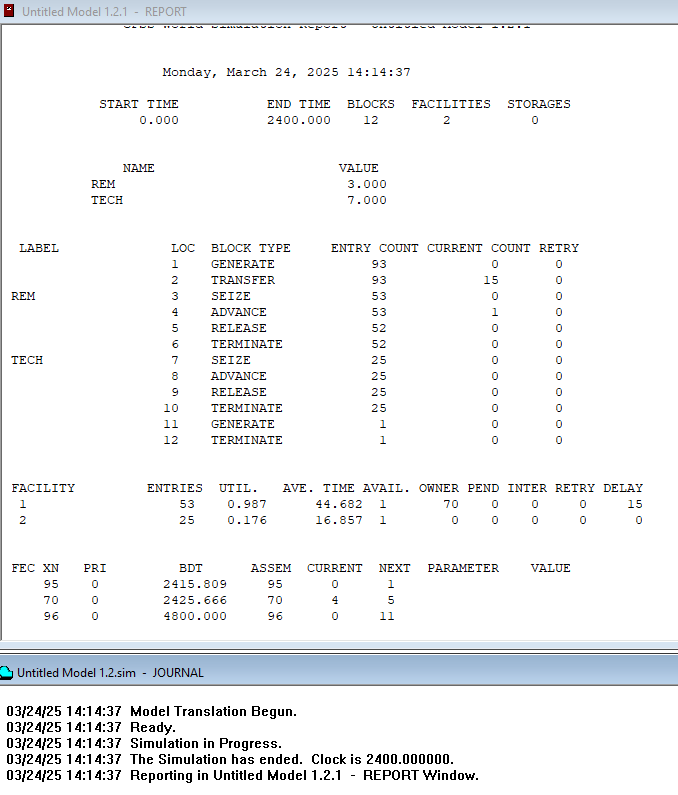 Untitled Model 1.2.1 - REPORT
Monday, March 24, 2025 14:14:37
START TIME END TIME BLOCKS FACILITIES STORAGES
0.000 2400.000 12 2 0
NAME VALUE
REM 3.000
TECH 7.000
LABEL LOC BLOCK TYPE ENTRY COUNT CURRENT COUNT RETRY
1 GENERATE 93 0 0
2 TRANSFER 93 15 0
REM 3 SEIZE 53 0 0
4 ADVANCE 53 1 0
5 RELEASE 52 0 0
6 TERMINATE 52 0 0
TECH 7 SEIZE 25 0 0
8 ADVANCE 25 0 0
9 RELEASE 25 0 0
10 TERMINATE 25 0 0
11 GENERATE 1 0 0
12 TERMINATE 1 0 0
FACILITY ENTRIES UTIL. AVE. TIME AVAIL. OWNER PEND INTER RETRY DELAY
1 53 0.987 44.682 1 70 0 0 0 15
2 25 0.176 16.857 1 0 0 0 0 0
FEC XN PRI BDT ASSEM CURRENT NEXT PARAMETER VALUE
95 0 2415.809 95 0 1
70 0 2425.666 70 4 5
96 0 4800.000 96 0 11
Untitled Model 1.2.sim - JOURNAL
03/24/25 14:14:37 Model Translation Begun.
03/24/25 14:14:37 Ready.
03/24/25 14:14:37 Simulation in Progress.
03/24/25 14:14:37 The Simulation has ended. Clock is 2400.000000.
03/24/25 14:14:37 Reporting in Untitled Model 1.2.1 - REPORT Window.